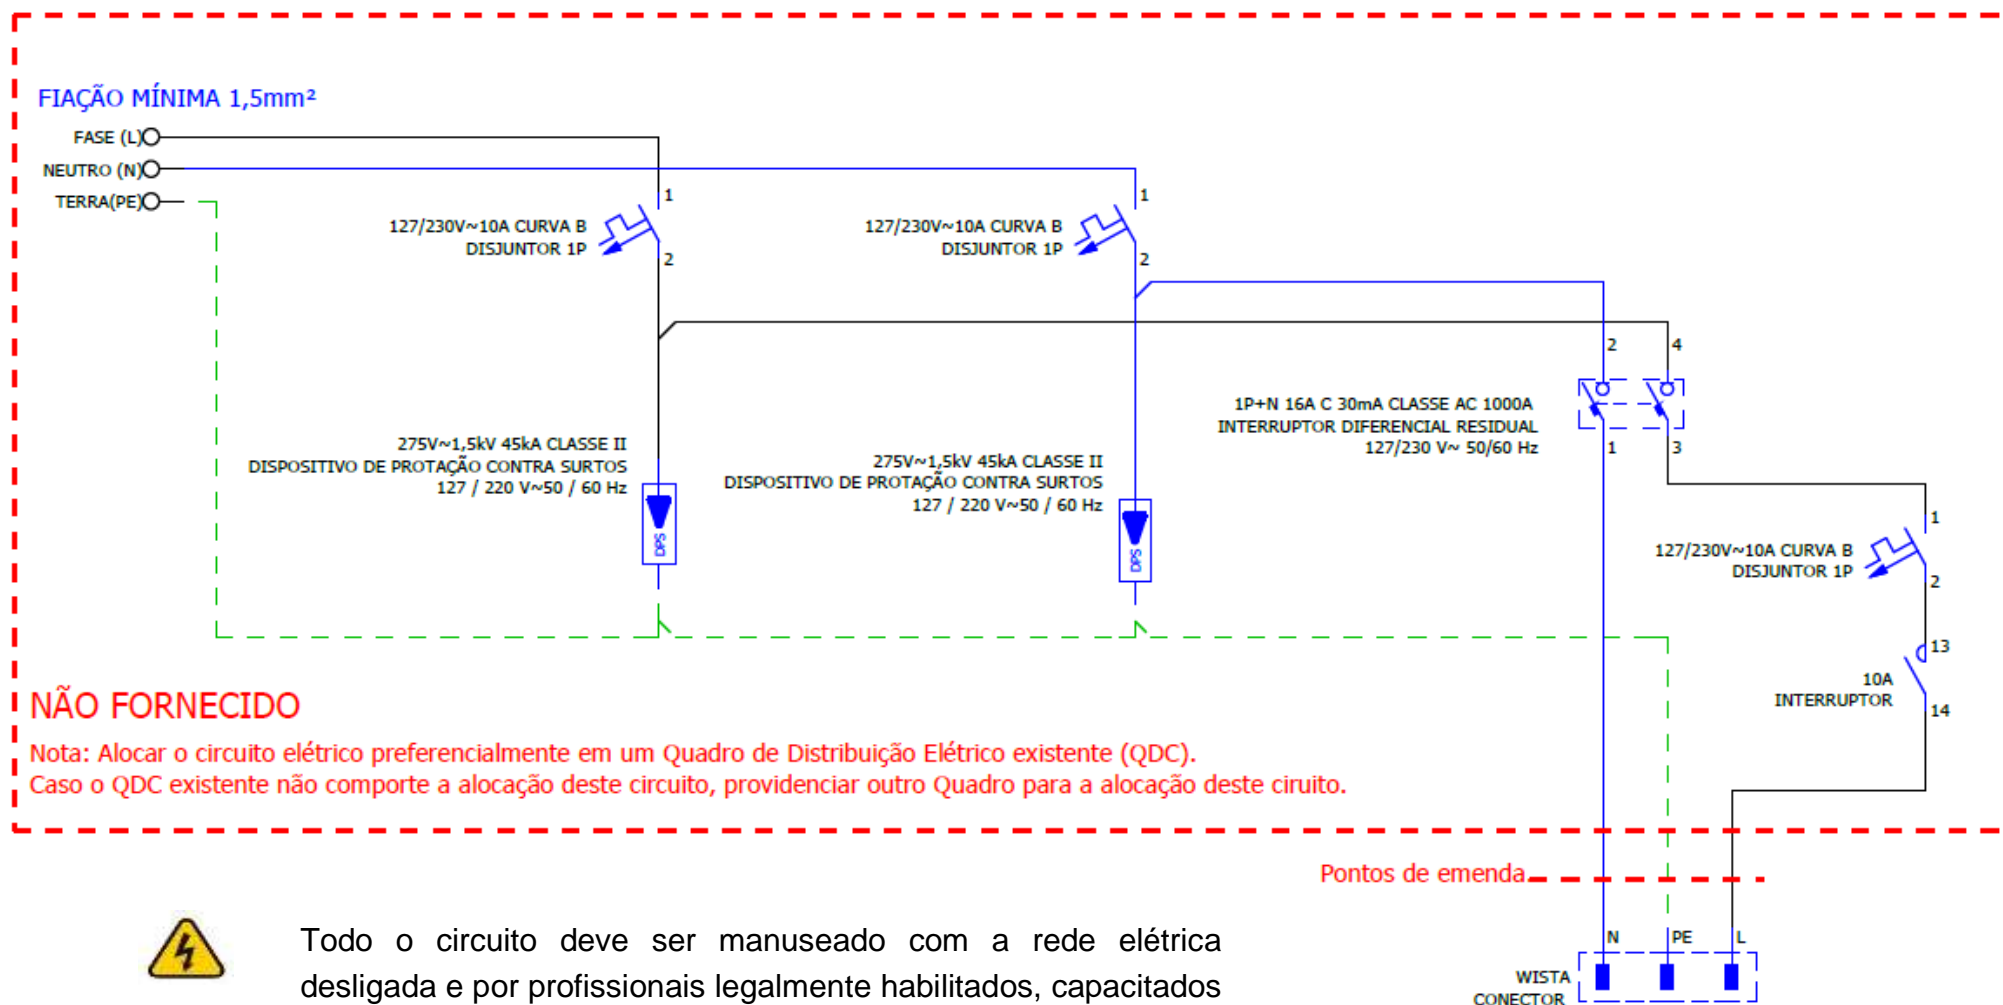 FIAÇÃO MÍNIMA 1,5mm²
FASE (L)
NEUTRO (N)
TERRA(PE)
1
127/230V~10A CURVA B
DISJUNTOR 1P
2
1
127/230V~10A CURVA B
DISJUNTOR 1P
2
2
4
1P+N 16A C 30mA CLASSE AC 1000A
INTERRUPTOR DIFERENCIAL RESIDUAL
127/230 V~ 50/60 Hz
1
3
275V~1,5kV 45kA CLASSE II
DISPOSITIVO DE PROTAÇÃO CONTRA SURTOS
127 / 220 V~50 / 60 Hz
DPS
275V~1,5kV 45kA CLASSE II
DISPOSITIVO DE PROTAÇÃO CONTRA SURTOS
127 / 220 V~50 / 60 Hz
DPS
1
127/230V~10A CURVA B
DISJUNTOR 1P
2
13
10A
INTERRUPTOR
14
NÃO FORNECIDO
Nota: Alocar o circuito elétrico preferencialmente em um Quadro de Distribuição Elétrico existente (QDC).
Caso o QDC existente não comporte a alocação deste circuito, providenciar outro Quadro para a alocação deste ciruito.
Pontos de emenda
N
PE
L
WISTA
CONECTOR
Todo o circuito deve ser manuseado com a rede elétrica
desligada e por profissionais legalmente habilitados, capacitados